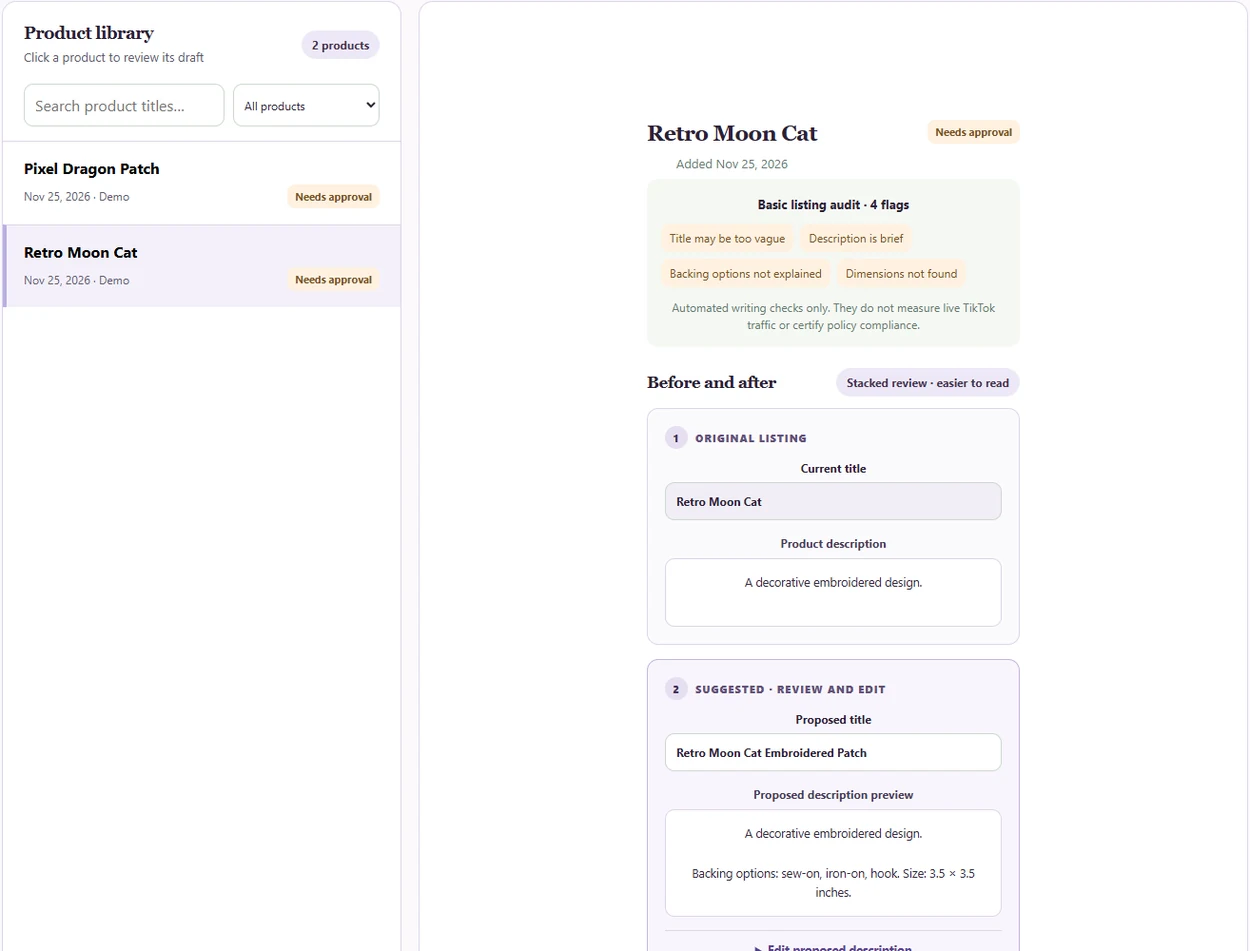 Product library
Click a product to review its draft
2 products
Search product titles...
All products
Pixel Dragon Patch
Nov 25, 2026 · Demo
Needs approval
Retro Moon Cat
Nov 25, 2026 · Demo
Needs approval
Retro Moon Cat
Needs approval
Added Nov 25, 2026
Basic listing audit · 4 flags
Title may be too vague
Description is brief
Backing options not explained
Dimensions not found
Automated writing checks only. They do not measure live TikTok
traffic or certify policy compliance.
Before and after
Stacked review · easier to read
1 ORIGINAL LISTING
Current title
Retro Moon Cat
Product description
A decorative embroidered design.
2 SUGGESTED · REVIEW AND EDIT
Proposed title
Retro Moon Cat Embroidered Patch
Proposed description preview
A decorative embroidered design.
Backing options: sew-on, iron-on, hook. Size: 3.5 × 3.5
inches.
Edit proposed description